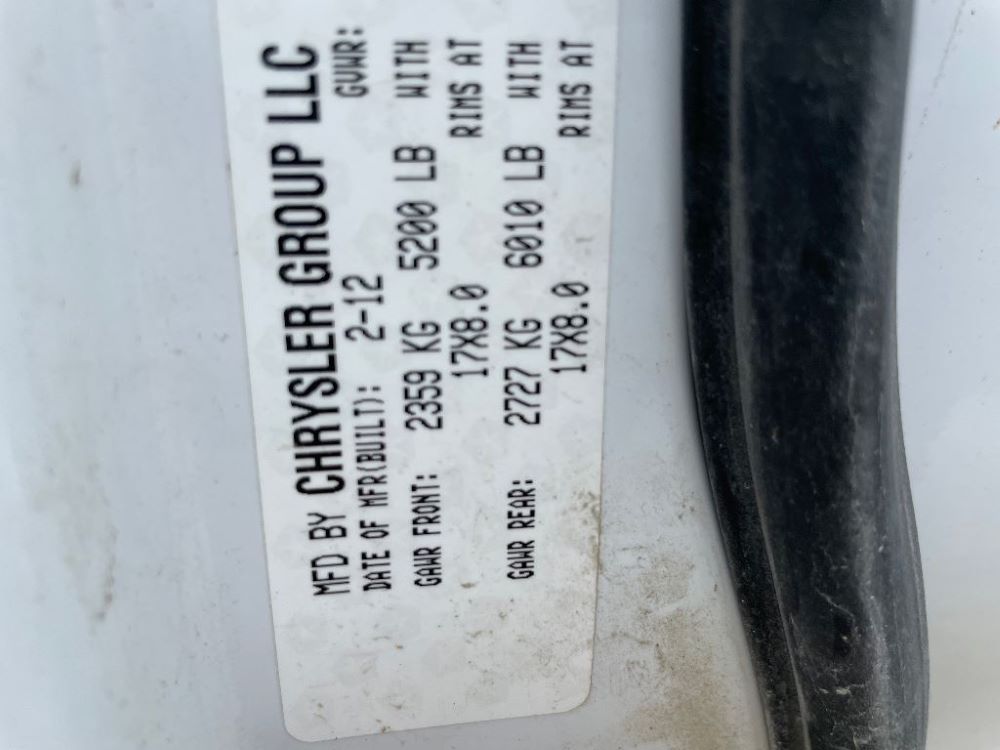 MFD BY CHRYSLER GROUP LLC
DATE OF MFR(BUILT): 2-12 GVWR:
GAWR FRONT: 2359 KG 5200 LB WITH
17X8.0 RIMS AT
GAWR REAR: 2727 KG 6010 LB WITH
17X8.0 RIMS AT